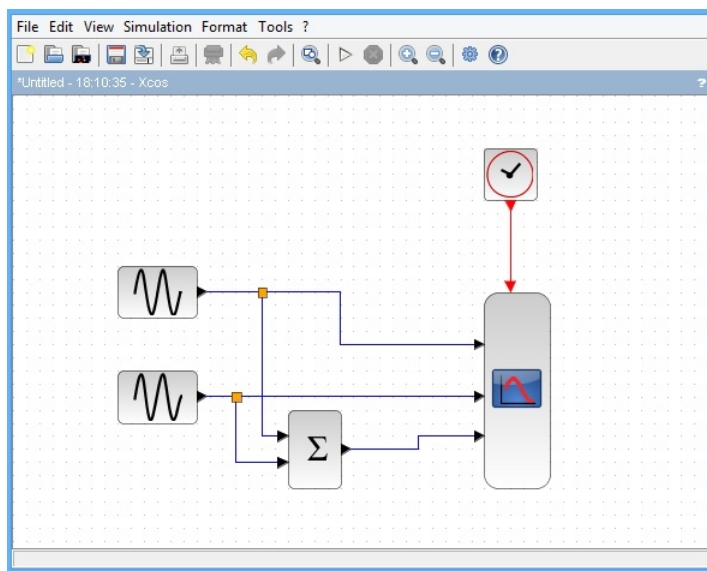 File Edit View Simulation Format Tools ?
*Untitled - 18:10:35 - Xcos ?
Σ